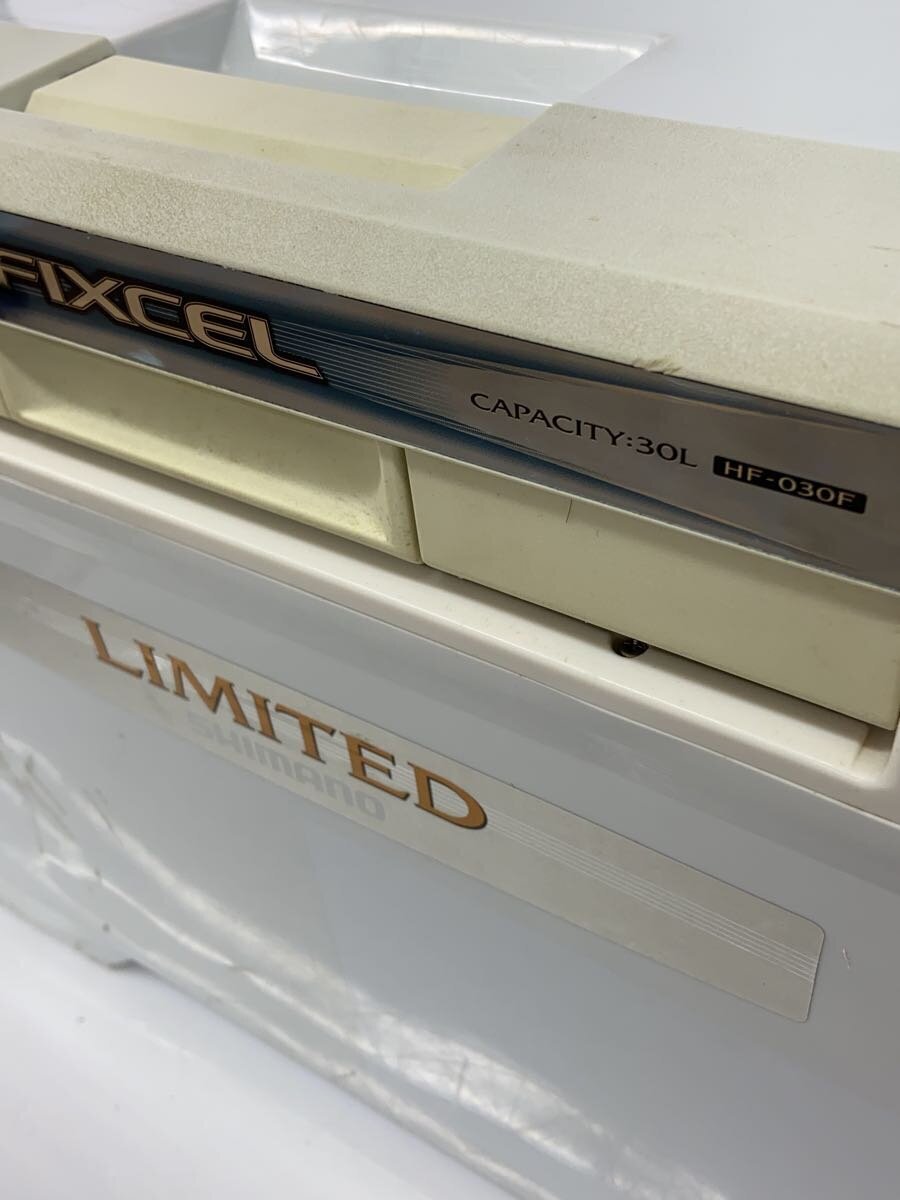 FIXCEL
CAPACITY:30L HF-030F
LIMITED
SHIMANO